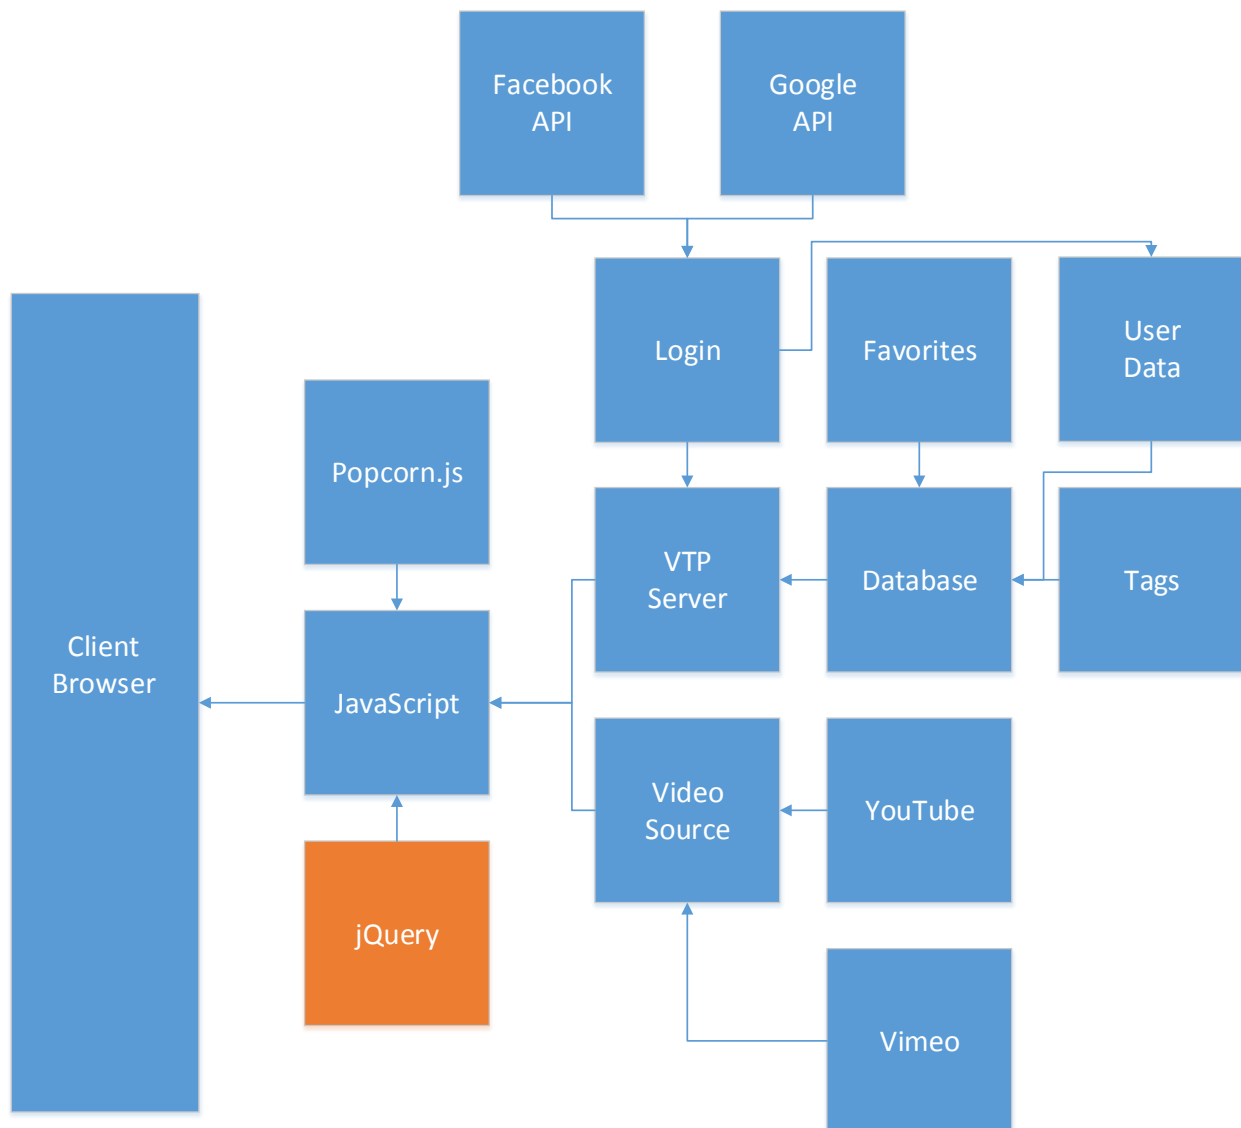 Facebook
API
Google
API
Login
Favorites
User
Data
Popcorn.js
VTP
Server
Database
Tags
Client
Browser
JavaScript
Video
Source
YouTube
jQuery
Vimeo